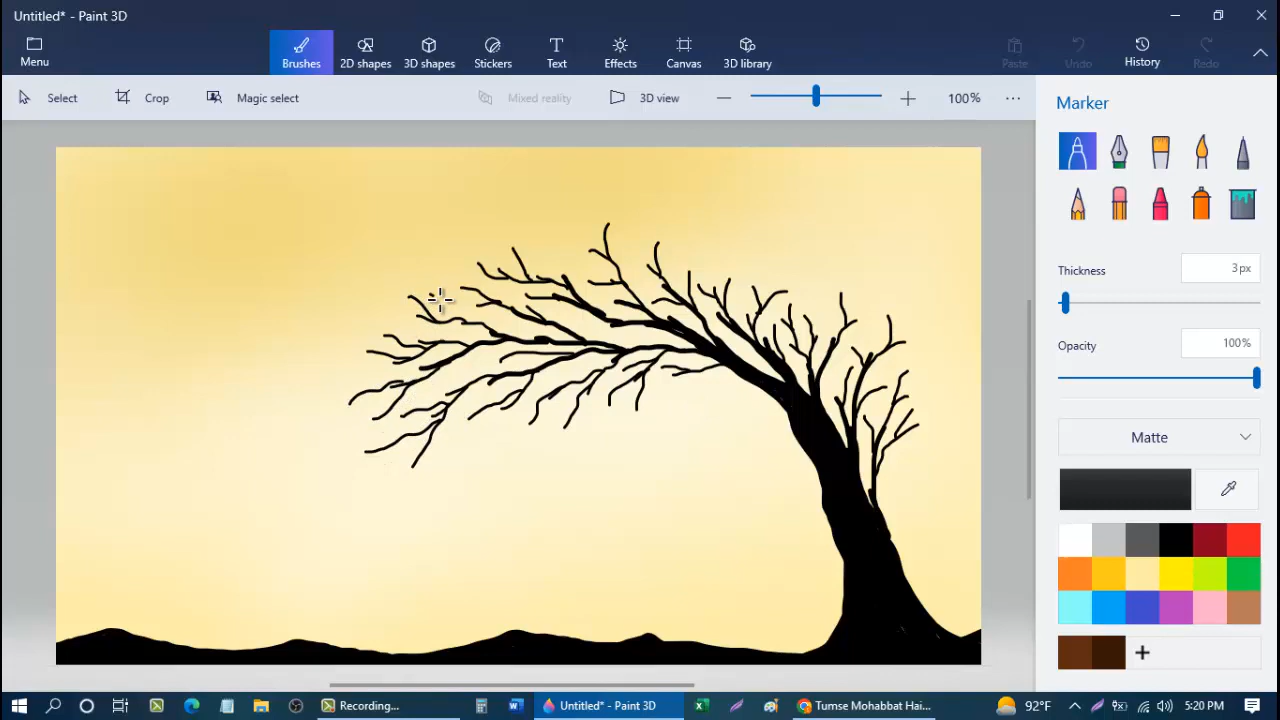 Untitled* - Paint 3D
Menu
Brushes
2D shapes
3D shapes
Stickers
Text
Effects
Canvas
3D library
Paste
Undo
History
Redo
Select
Crop
Magic select
Mixed reality
3D view
100%
Marker
Thickness
3px
Opacity
100%
Matte
Recording...
Untitled* - Paint 3D
Tumse Mohabbat Hai...
92°F
5:20 PM